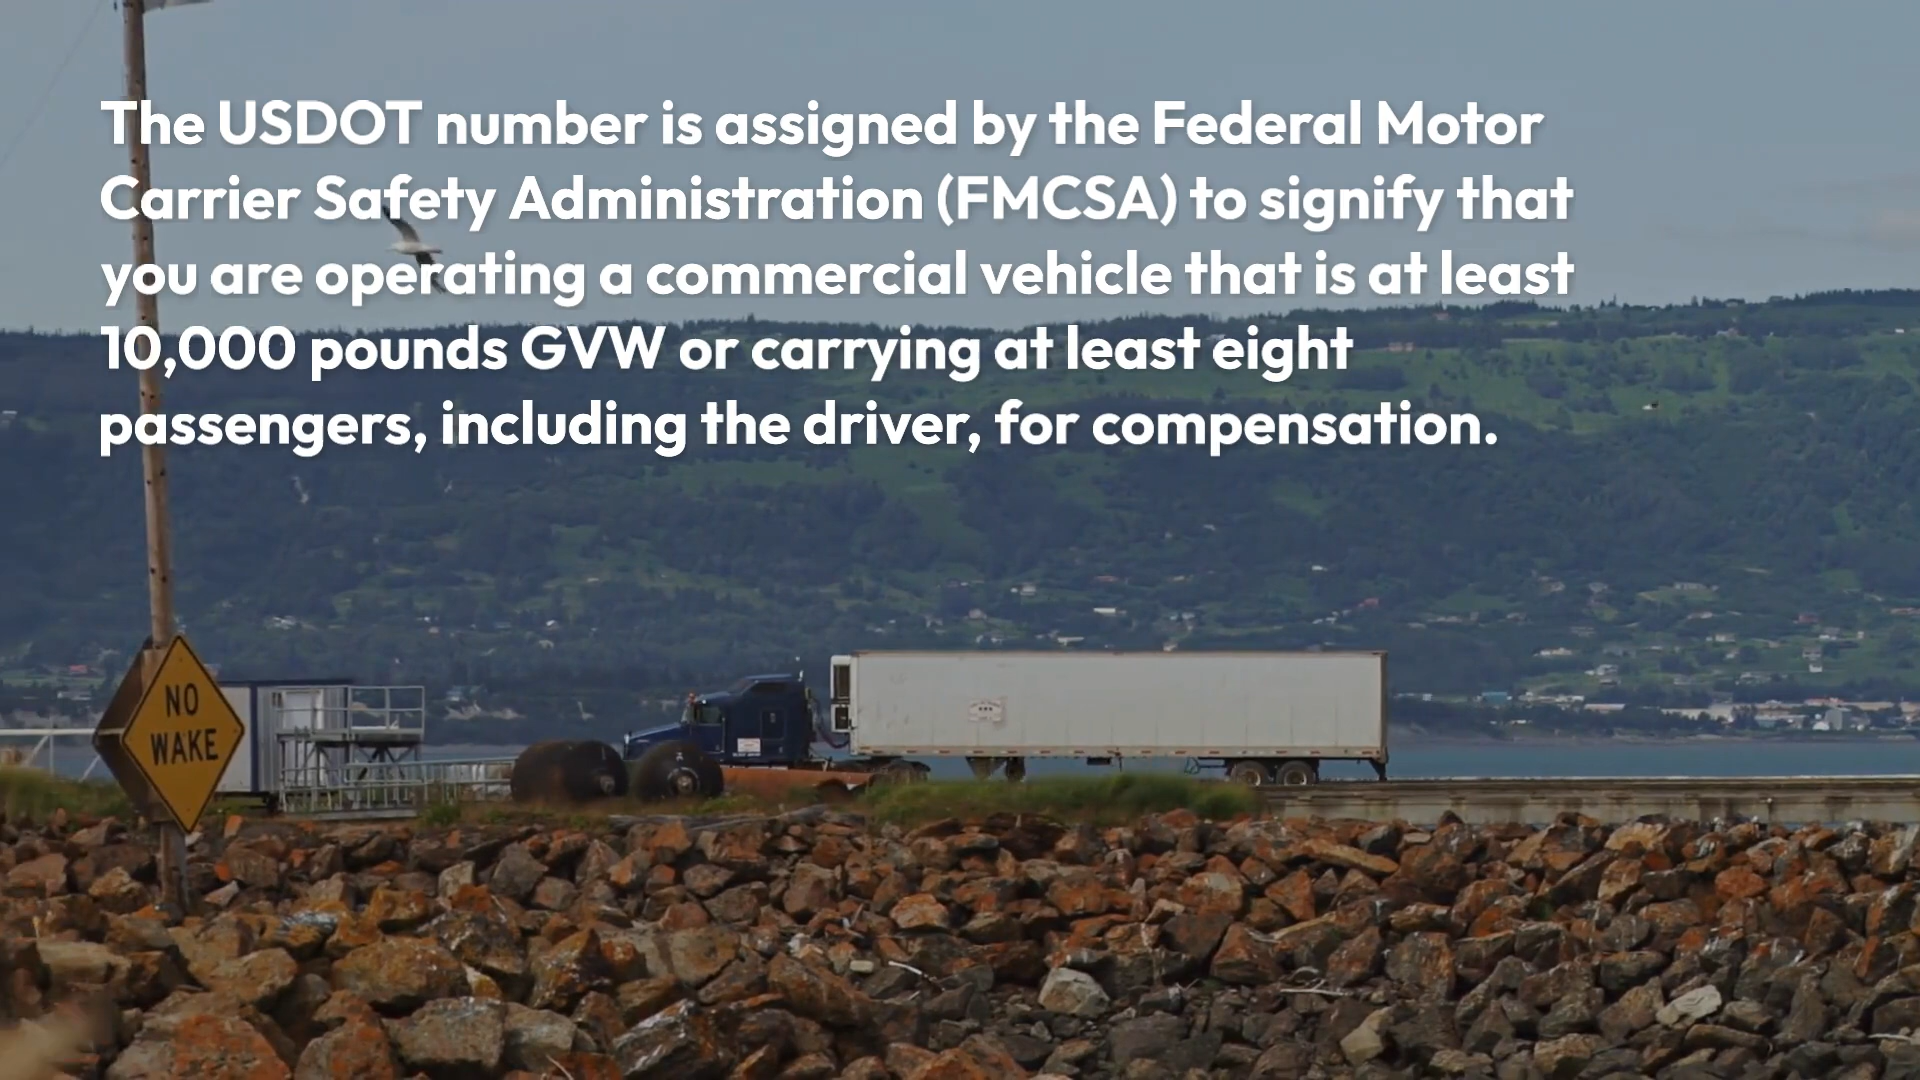 The USDOT number is assigned by the Federal Motor
Carrier Safety Administration (FMCSA) to signify that
you are operating a commercial vehicle that is at least
10,000 pounds GVW or carrying at least eight
passengers, including the driver, for compensation.
NO
WAKE